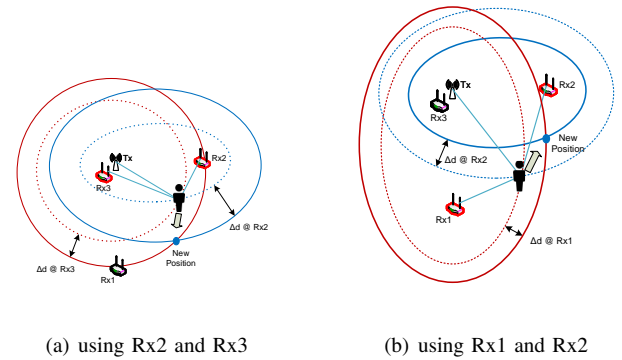 Tx
Rx2
Rx3
Δd @ Rx2
New
Position
Δd @ Rx3
Rx1
(a) using Rx2 and Rx3
Tx
Rx2
Rx3
New
Position
Δd @ Rx2
Rx1
Δd @ Rx1
(b) using Rx1 and Rx2